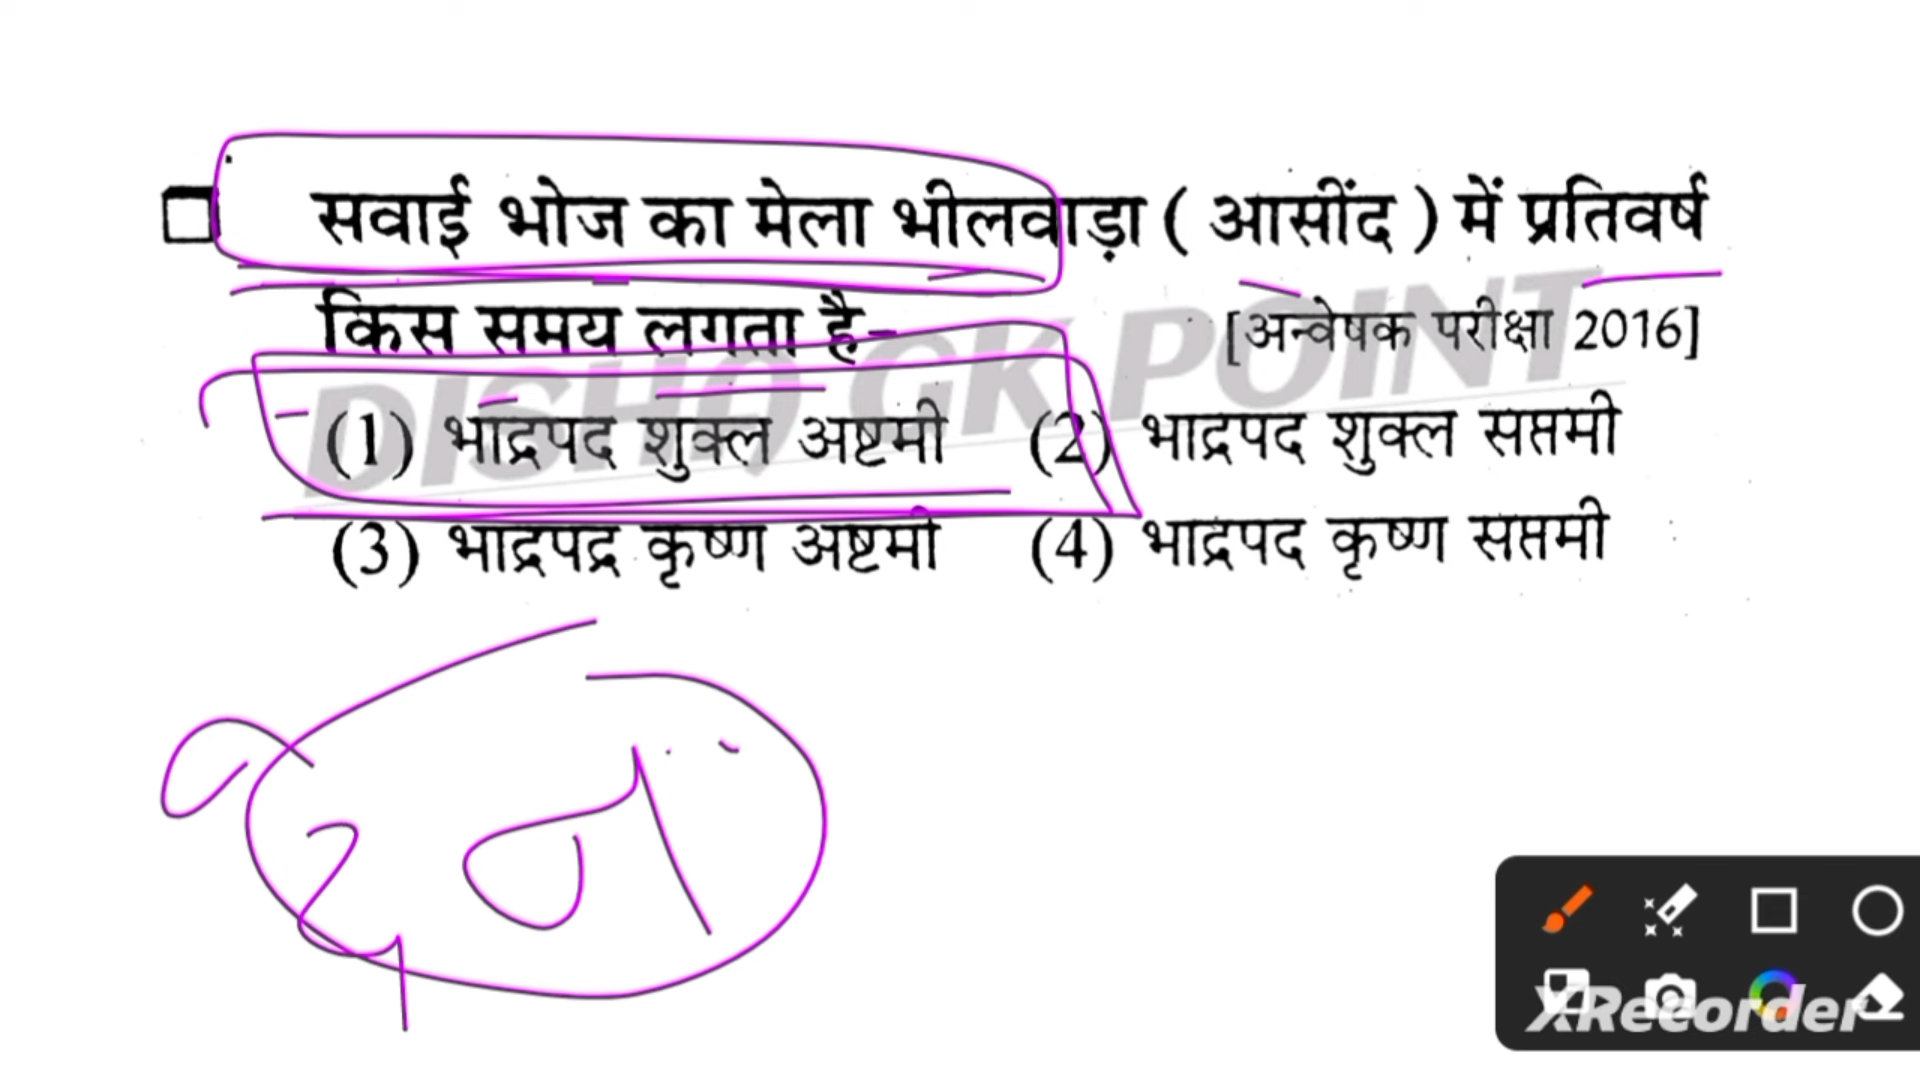 सवाई भोज का मेला भीलवाड़ा ( आसींद ) में प्रतिवर्ष
किस समय लगता है–
[अन्वेषक परीक्षा 2016]
DISHA GK POINT
(1) भाद्रपद शुक्ल अष्टमी (2) भाद्रपद शुक्ल सप्तमी
(3) भाद्रपद्र कृष्ण अष्टमी (4) भाद्रपद कृष्ण सप्तमी
XRecorder